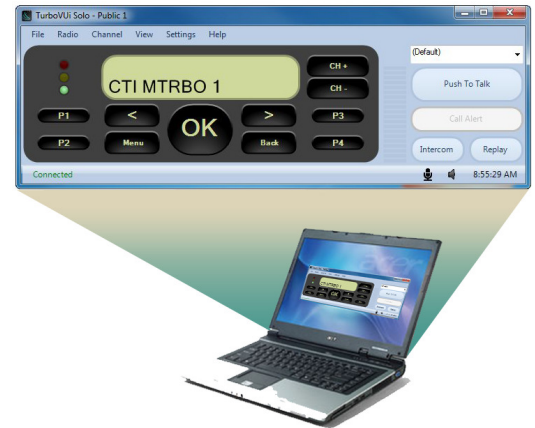 TurboVUi Solo - Public 1
File Radio Channel View Settings Help
(Default)
CTI MTRBO 1
CH +
CH -
Push To Talk
Call Alert
P1 < OK > P3
P2 Menu Back P4
Intercom Replay
Connected 8:55:29 AM